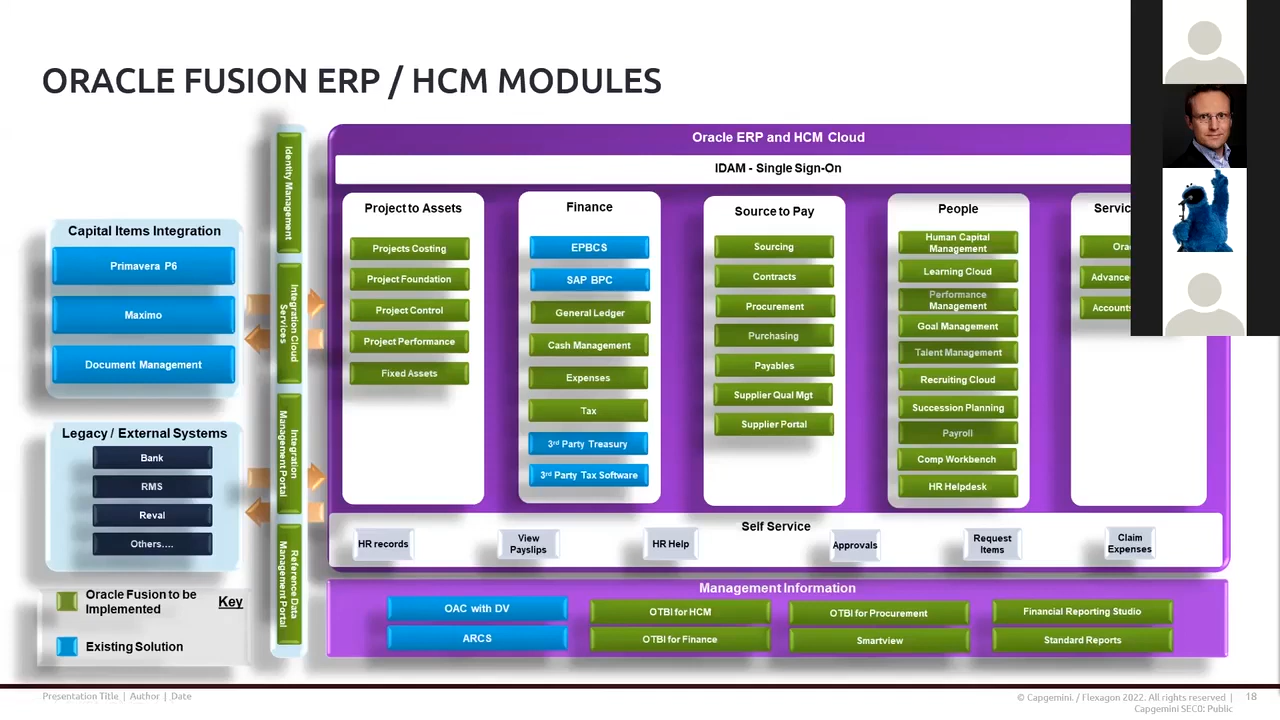 ORACLE FUSION ERP / HCM MODULES
Oracle ERP and HCM Cloud
IDAM - Single Sign-On
Capital Items Integration
Primavera P6
Maximo
Document Management
Legacy / External Systems
Bank
RMS
Reval
Others….
Oracle Fusion to be
Implemented
Key
Existing Solution
Identity Management
Integration Cloud
Services
Integration
Management Portal
Reference Data
Management Portal
Project to Assets
Projects Costing
Project Foundation
Project Control
Project Performance
Fixed Assets
Finance
EPBCS
SAP BPC
General Ledger
Cash Management
Expenses
Tax
3rd Party Treasury
3rd Party Tax Software
Source to Pay
Sourcing
Contracts
Procurement
Purchasing
Payables
Supplier Qual Mgt
Supplier Portal
People
Human Capital
Management
Learning Cloud
Performance
Management
Goal Management
Talent Management
Recruiting Cloud
Succession Planning
Payroll
Comp Workbench
HR Helpdesk
Servic
Orac
Advance
Accounts
Self Service
HR records
View
Payslips
HR Help
Approvals
Request
Items
Claim
Expenses
Management Information
OAC with DV
OTBI for HCM
OTBI for Procurement
Financial Reporting Studio
ARCS
OTBI for Finance
Smartview
Standard Reports
Presentation Title | Author | Date
© Capgemini. / Flexagon 2022. All rights reserved | 18
Capgemini SEC0: Public